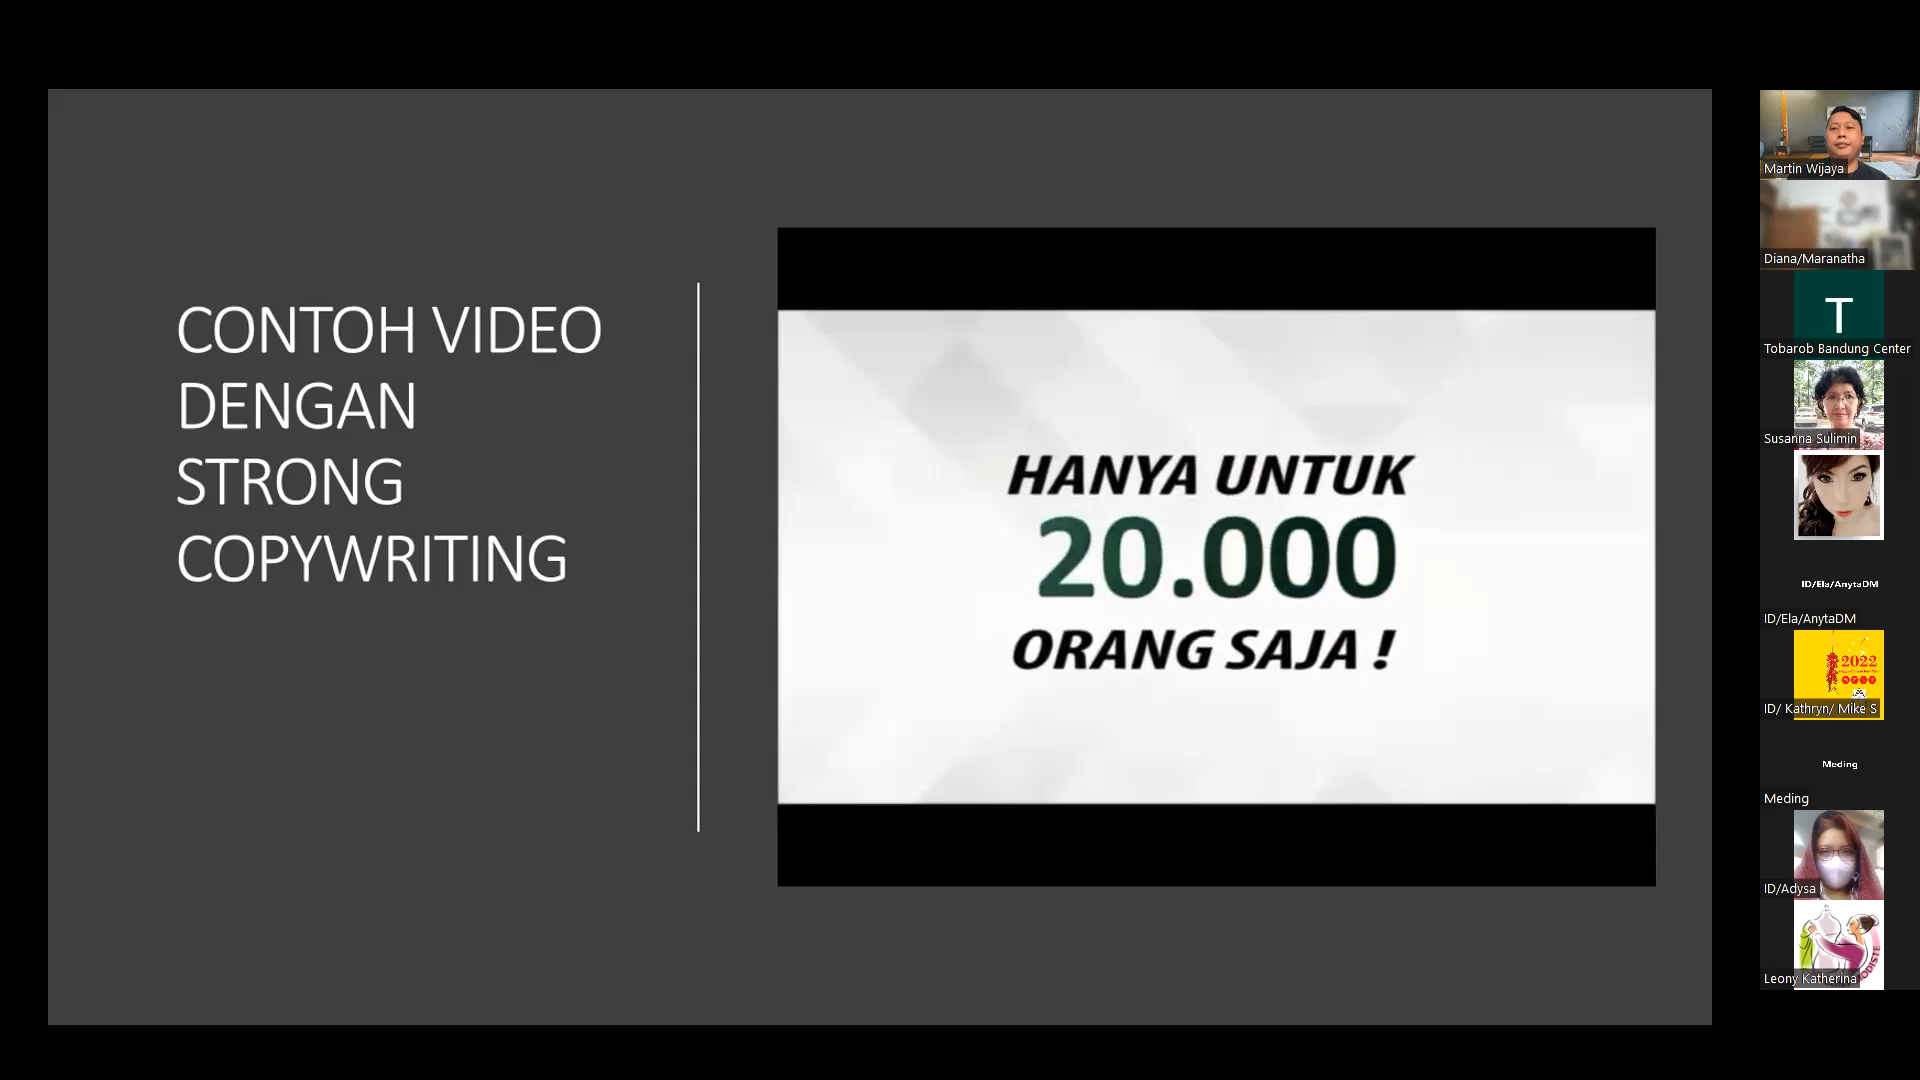 CONTOH VIDEO
DENGAN
STRONG
COPYWRITING
HANYA UNTUK
20.000
ORANG SAJA !
Martin Wijaya
Diana/Maranatha
T
Tobarob Bandung Center
Susanna Sulimin
ID/Ela/AnytaDM
ID/Ela/AnytaDM
2022
ID/ Kathryn/ Mike S
Meding
Meding
ID/Adysa
Leony Katherina